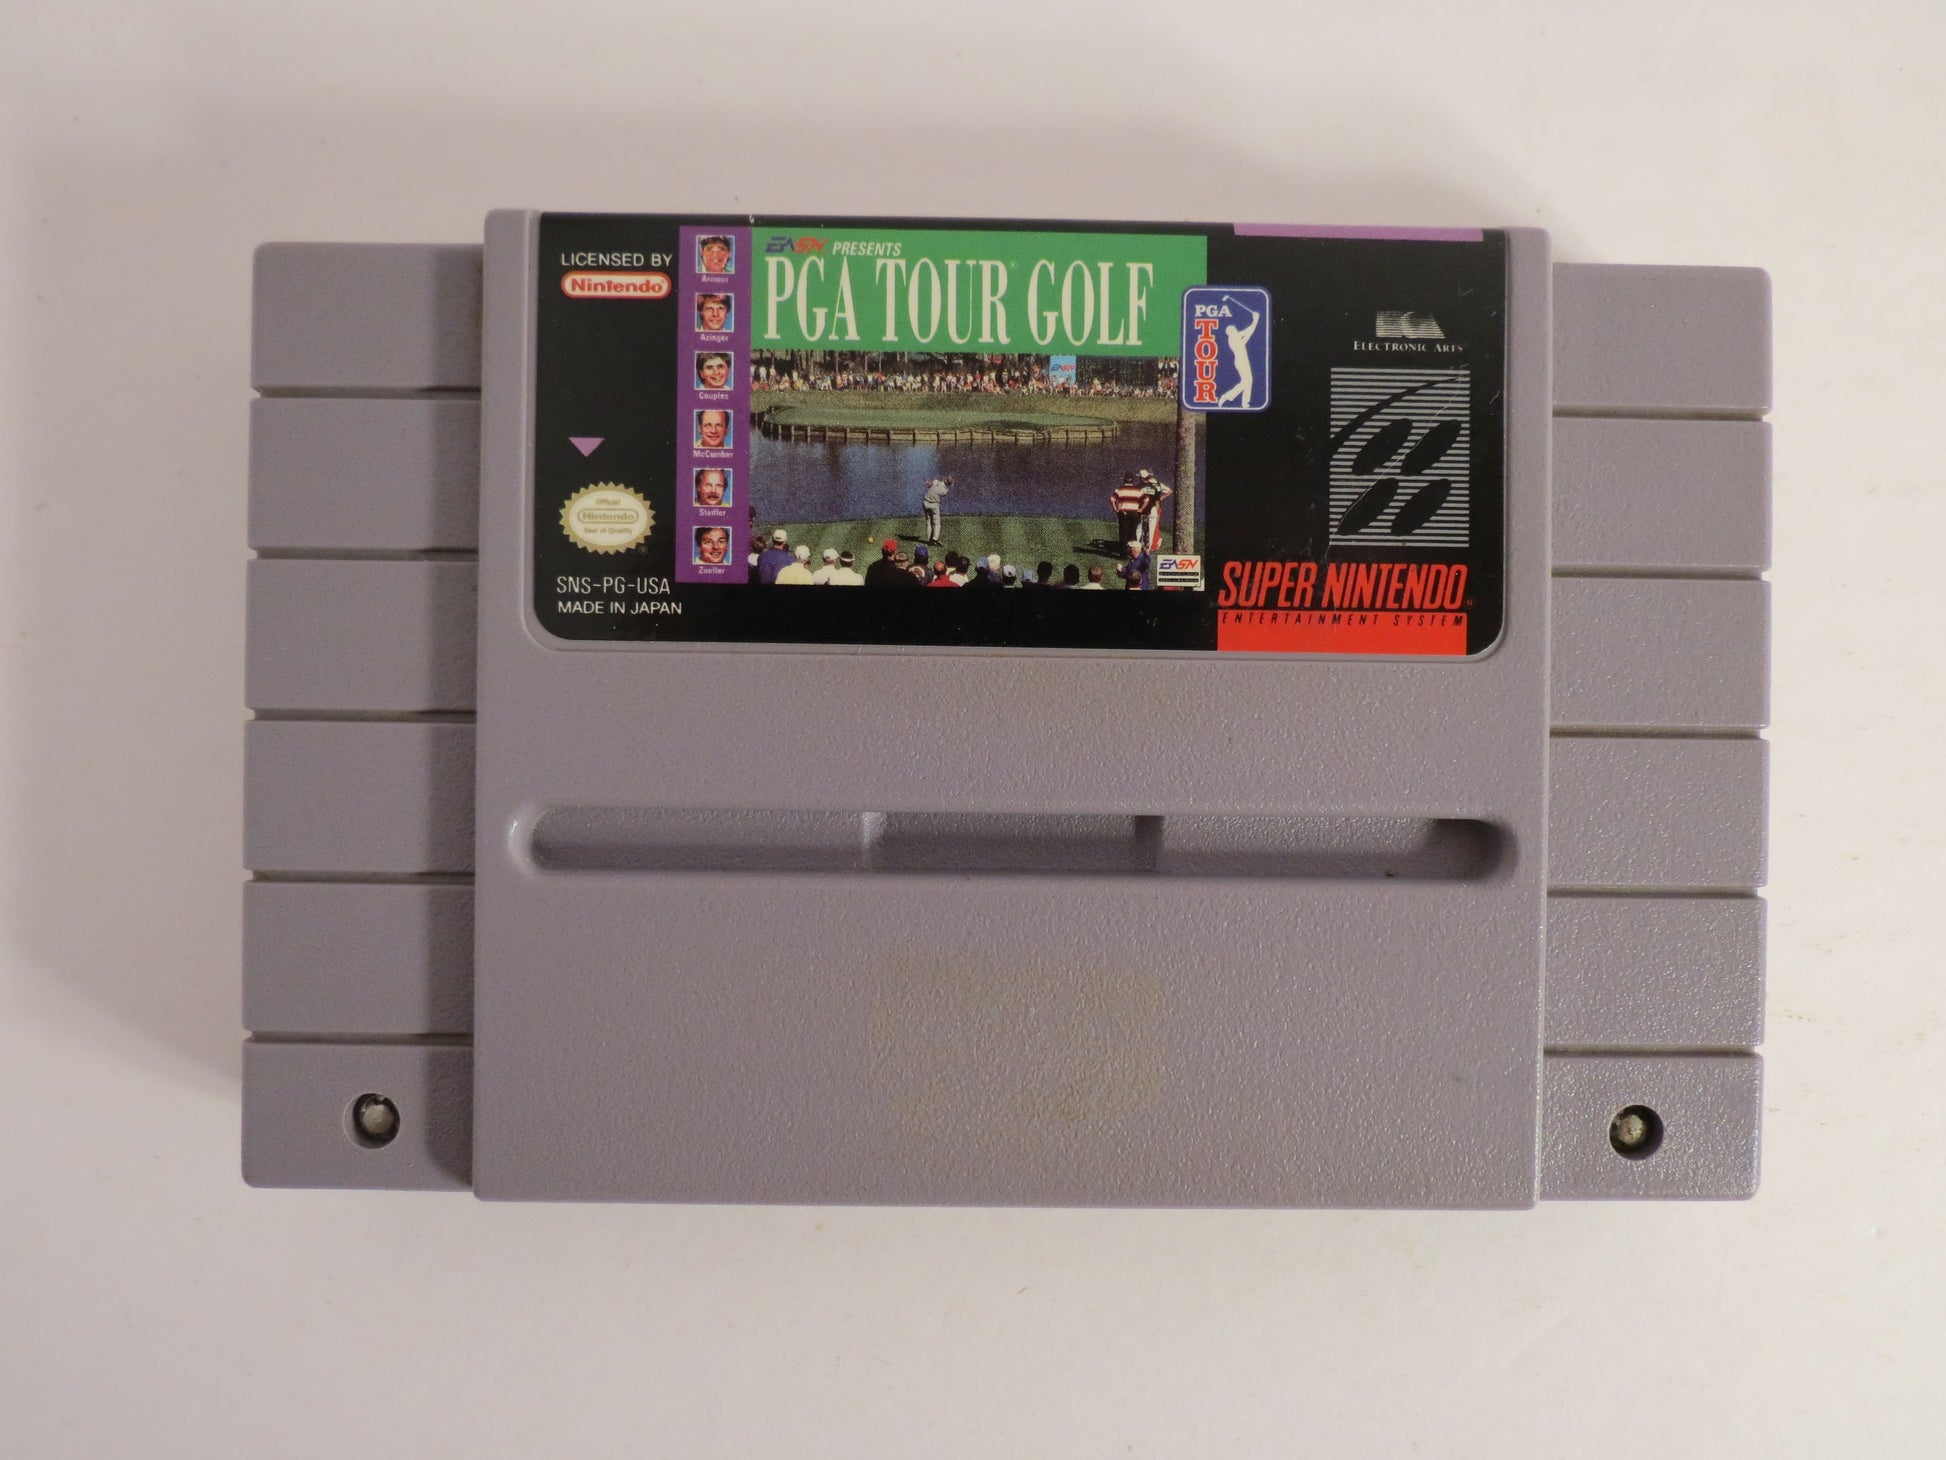 LICENSED BY
Nintendo
Official
Nintendo
Seal of Quality
SNS-PG-USA
MADE IN JAPAN
Azinger
Couples
McCumber
Stadler
Zoeller
EASN PRESENTS
PGA TOUR GOLF
EASN
EASN
PGA
TOUR
ELECTRONIC ARTS
SUPER NINTENDO
ENTERTAINMENT SYSTEM